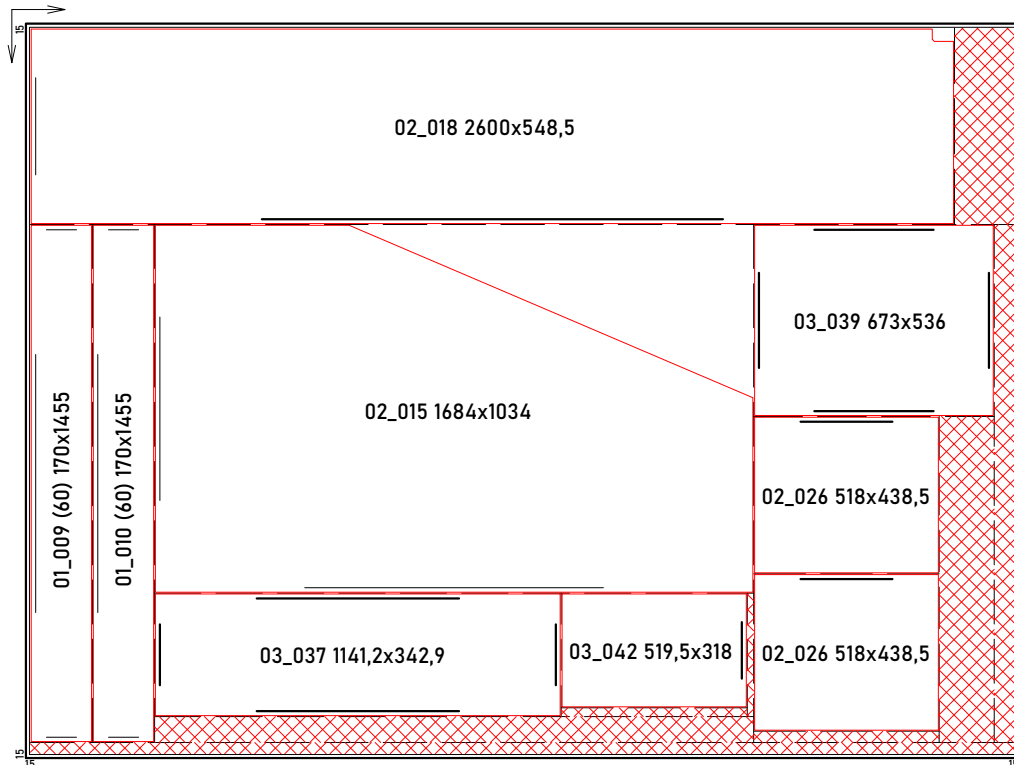 15
02_018 2600x548,5
03_039 673x536
02_015 1684x1034
01_009 (60) 170x1455
01_010 (60) 170x1455
02_026 518x438,5
03_037 1141,2x342,9
03_042 519,5x318
02_026 518x438,5
15
15